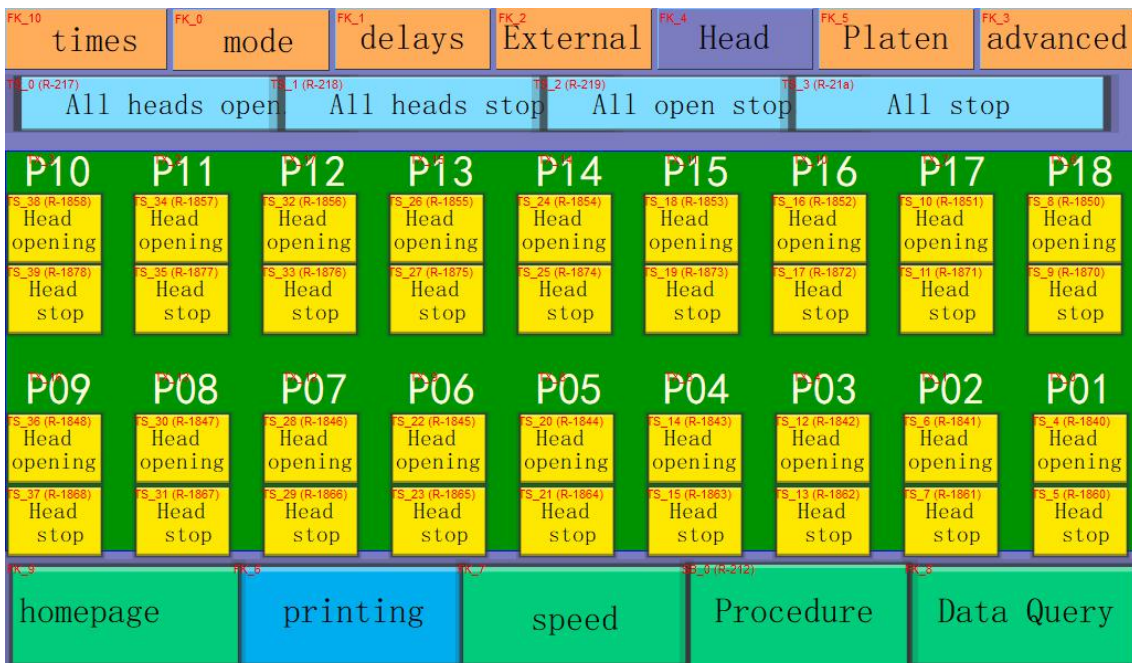 FK_10 FK_0 FK_1 FK_2 FK_4 FK_5 FK_3
times mode delays External Head Platen advanced
TS_0 (R-217) TS_1 (R-218) TS_2 (R-219) TS_3 (R-21a)
All heads open All heads stop All open stop All stop
P10 P11 P12 P13 P14 P15 P16 P17 P18
TS_38 (R-1858) TS_34 (R-1857) TS_32 (R-1856) TS_26 (R-1855) TS_24 (R-1854) TS_18 (R-1853) TS_16 (R-1852) TS_10 (R-1851) TS_8 (R-1850)
Head Head Head Head Head Head Head Head Head
opening opening opening opening opening opening opening opening opening
TS_39 (R-1878) TS_35 (R-1877) TS_33 (R-1876) TS_27 (R-1875) TS_25 (R-1874) TS_19 (R-1873) TS_17 (R-1872) TS_11 (R-1871) TS_9 (R-1870)
Head Head Head Head Head Head Head Head Head
stop stop stop stop stop stop stop stop stop
P09 P08 P07 P06 P05 P04 P03 P02 P01
TS_36 (R-1848) TS_30 (R-1847) TS_28 (R-1846) TS_22 (R-1845) TS_20 (R-1844) TS_14 (R-1843) TS_12 (R-1842) TS_6 (R-1841) TS_4 (R-1840)
Head Head Head Head Head Head Head Head Head
opening opening opening opening opening opening opening opening opening
TS_37 (R-1868) TS_31 (R-1867) TS_29 (R-1866) TS_23 (R-1865) TS_21 (R-1864) TS_15 (R-1863) TS_13 (R-1862) TS_7 (R-1861) TS_5 (R-1860)
Head Head Head Head Head Head Head Head Head
stop stop stop stop stop stop stop stop stop
FK_9 FK_6 FK_7 SB_0 (R-212) FK_8
homepage printing speed Procedure Data Query